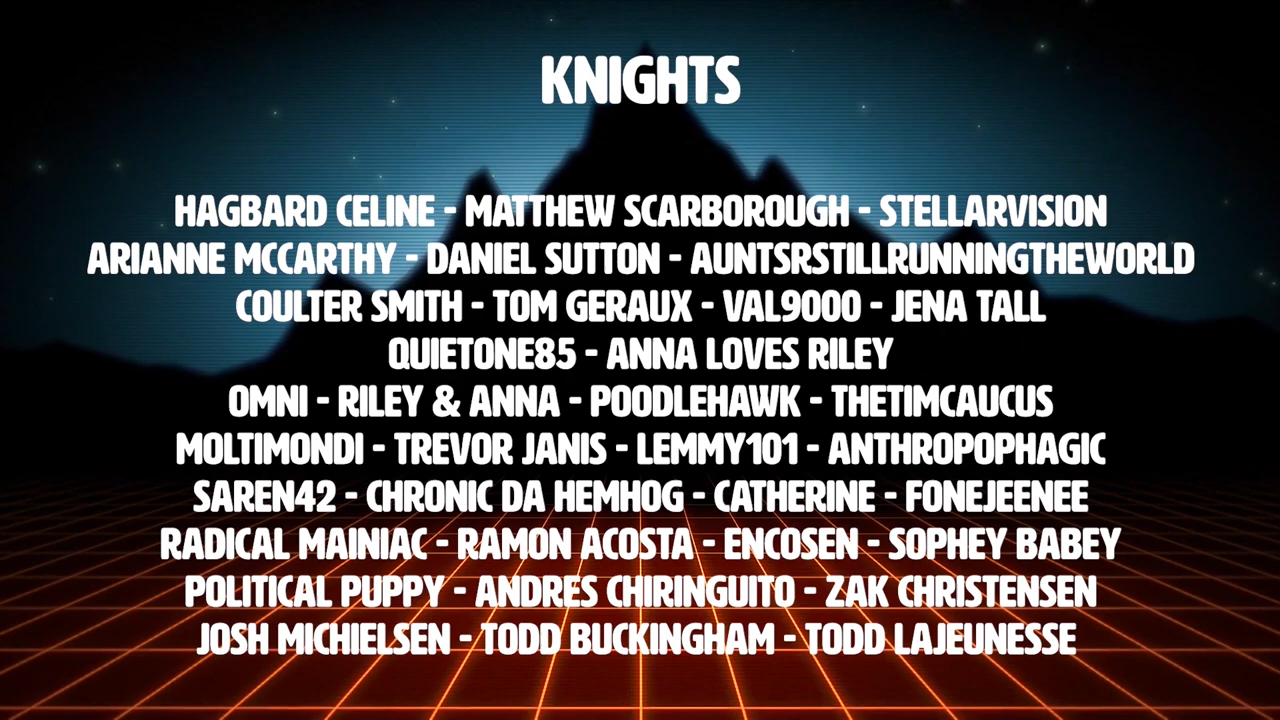 KNIGHTS
HAGBARD CELINE - MATTHEW SCARBOROUGH - STELLARVISION
ARIANNE MCCARTHY - DANIEL SUTTON - AUNTSRSTILLRUNNINGTHEWORLD
COULTER SMITH - TOM GERAUX - VAL9000 - JENA TALL
QUIETONE85 - ANNA LOVES RILEY
OMNI - RILEY & ANNA - POODLEHAWK - THETIMCAUCUS
MOLTIMONDI - TREVOR JANIS - LEMMY101 - ANTHROPOPHAGIC
SAREN42 - CHRONIC DA HEMHOG - CATHERINE - FONEJEENEE
RADICAL MAINIAC - RAMON ACOSTA - ENCOSEN - SOPHEY BABEY
POLITICAL PUPPY - ANDRES CHIRINGUITO - ZAK CHRISTENSEN
JOSH MICHIELSEN - TODD BUCKINGHAM - TODD LAJEUNESSE